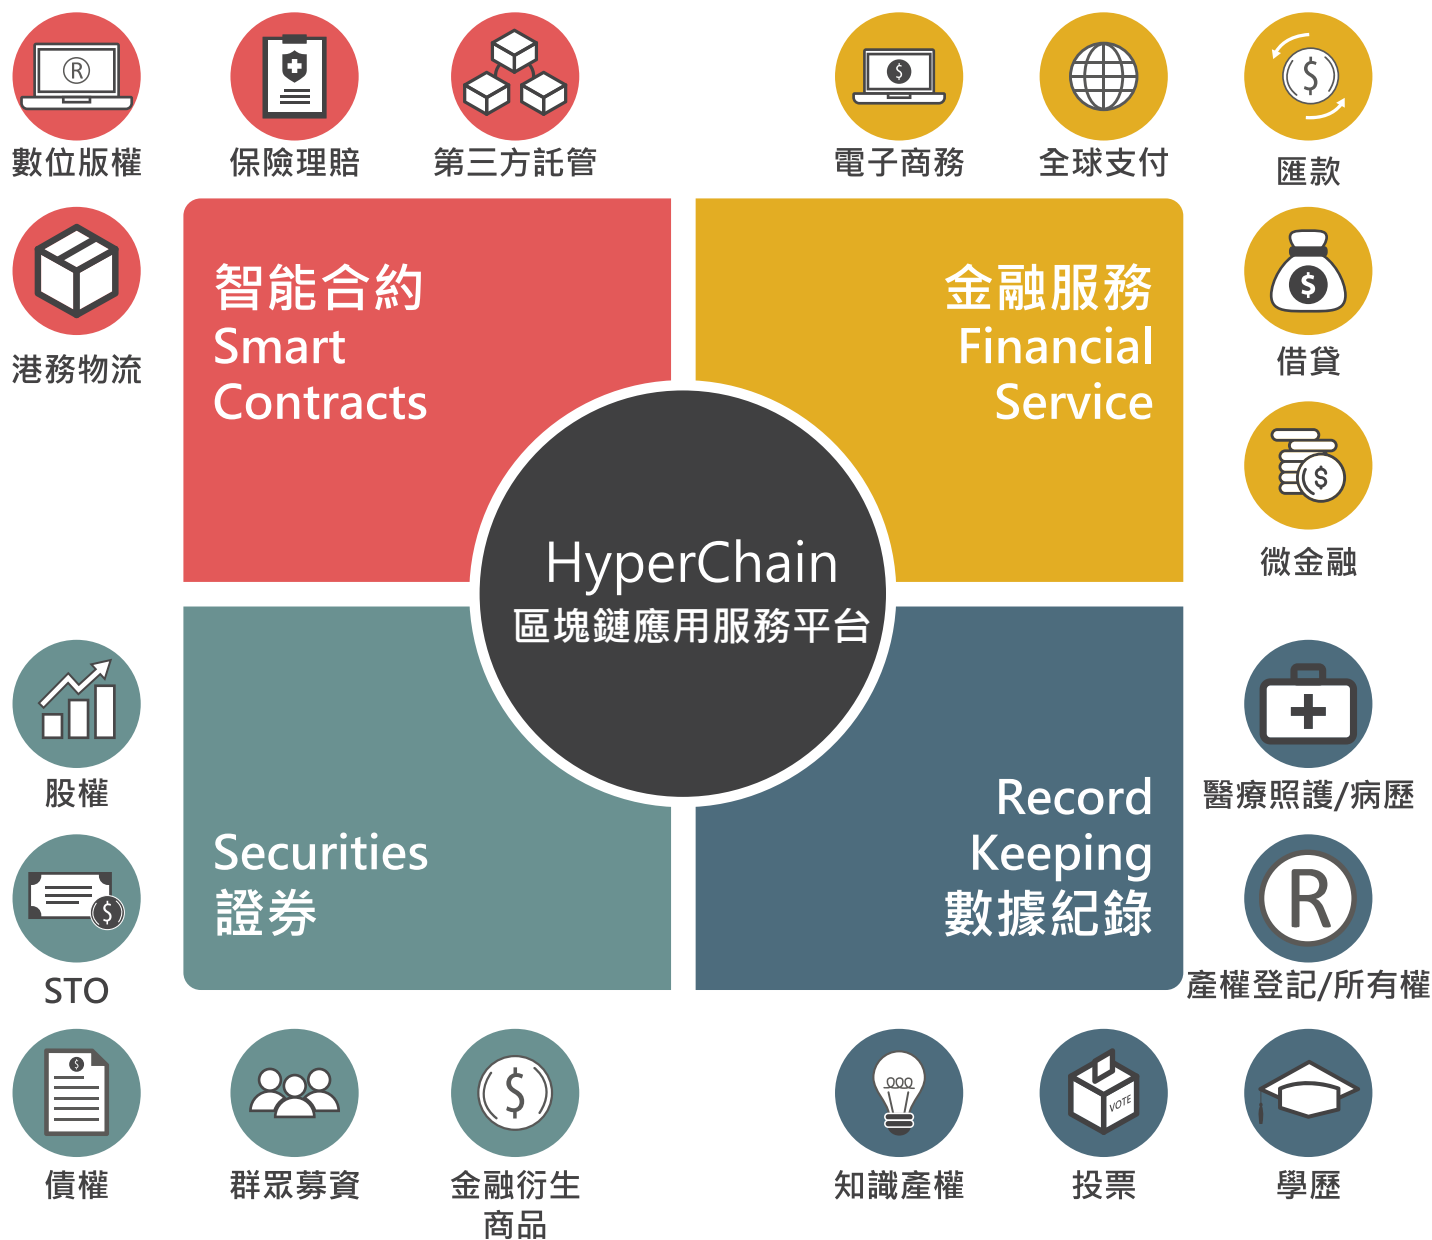 ®
數位版權
保險理賠
第三方託管
$
電子商務
全球支付
$
匯款
港務物流
智能合約
Smart
Contracts
金融服務
Financial
Service
$
借貸
$
微金融
HyperChain
區塊鏈應用服務平台
股權
Securities
證券
$
STO
Record
Keeping
數據紀錄
醫療照護/病歷
R
產權登記/所有權
$
債權
群眾募資
$
金融衍生
商品
知識產權
VOTE
投票
學歷